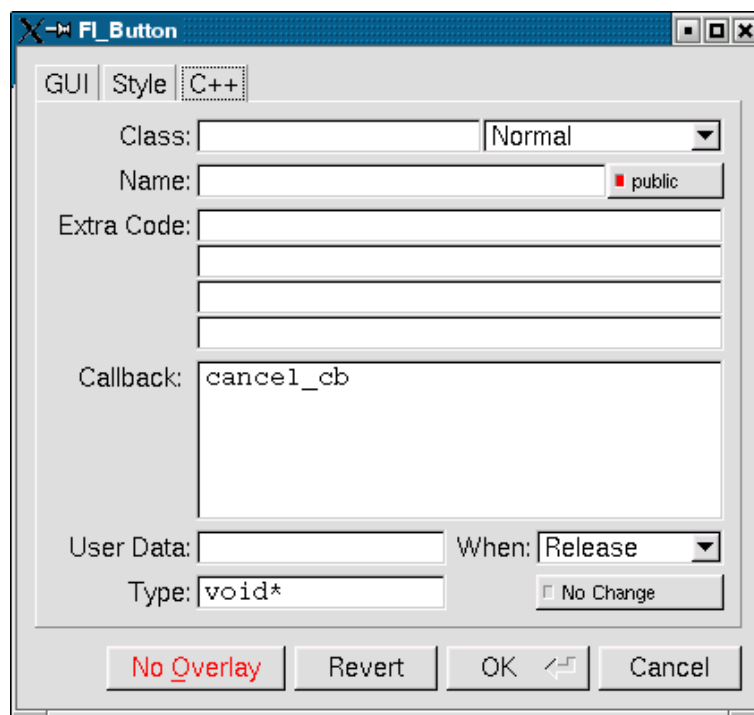 Fl_Button
GUI Style C++
Class: Normal
Name: public
Extra Code:
Callback: cancel_cb
User Data: When: Release
Type: void* No Change
No Overlay Revert OK Cancel